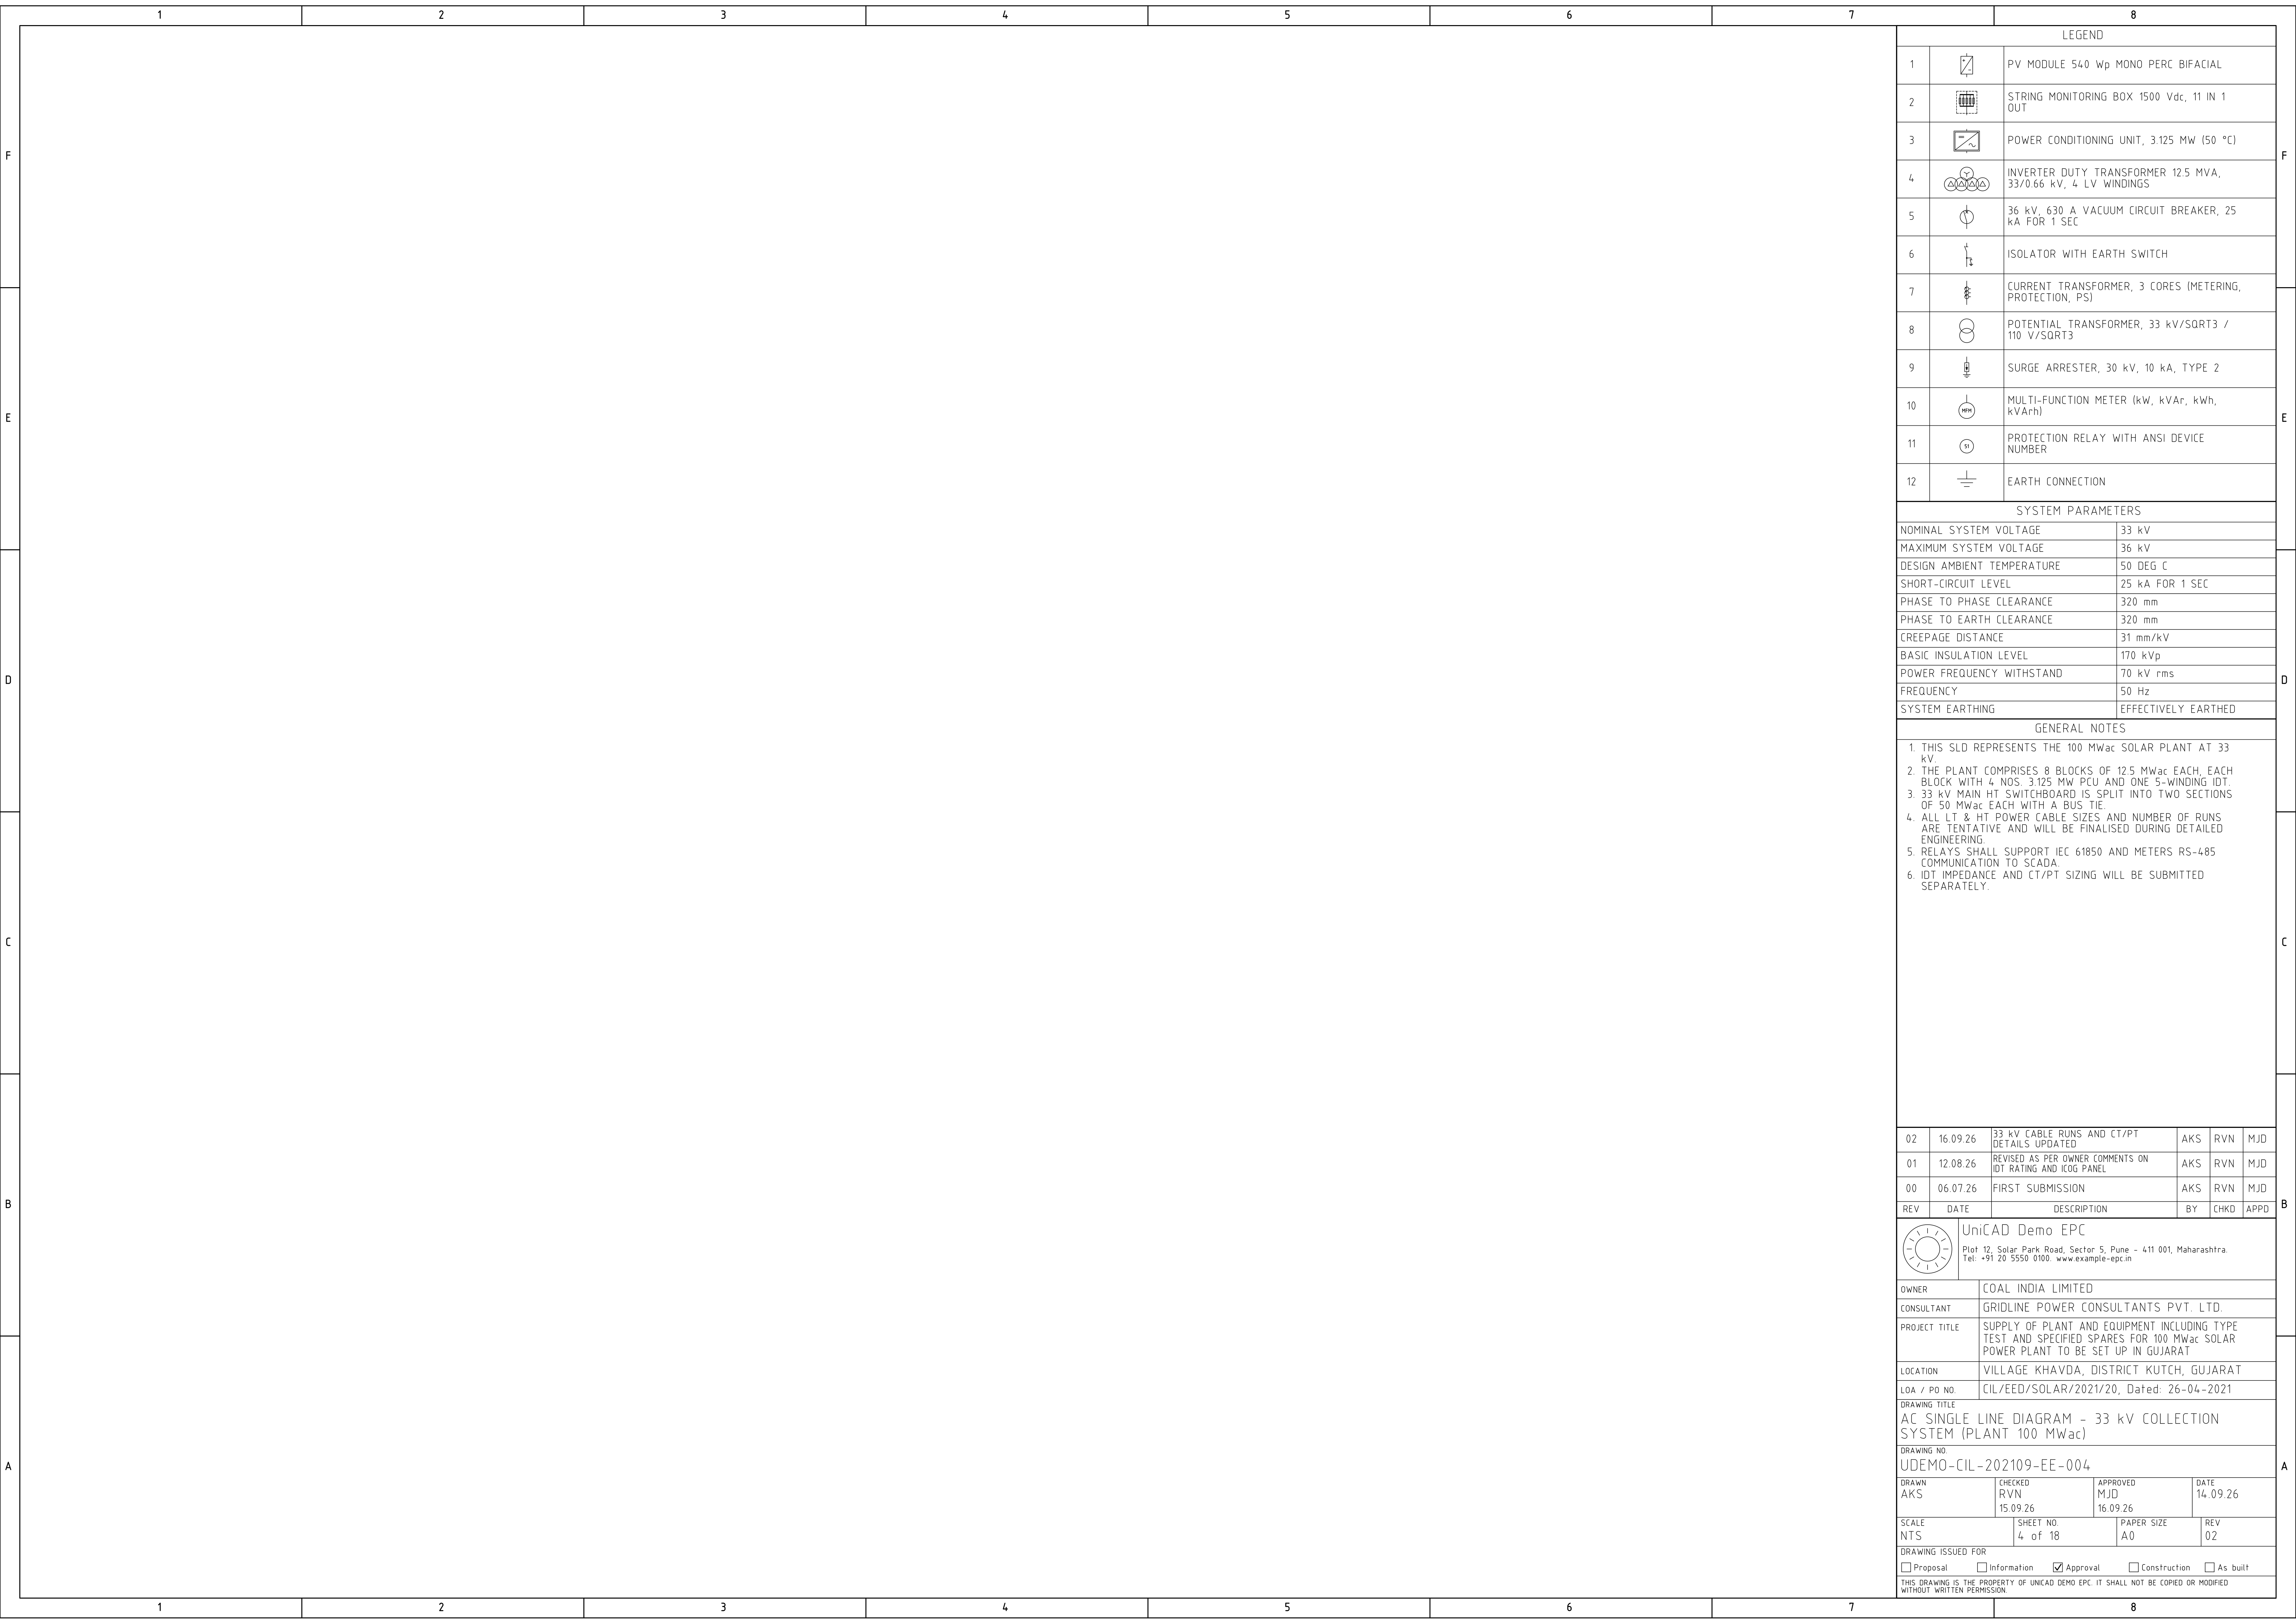 1 2 3 4 5 6 7 8
F
E
D
C
B
A
F
E
D
C
B
A
LEGEND
1 PV MODULE 540 Wp MONO PERC BIFACIAL
2 STRING MONITORING BOX 1500 Vdc, 11 IN 1
OUT
3 POWER CONDITIONING UNIT, 3.125 MW (50 °C)
4 INVERTER DUTY TRANSFORMER 12.5 MVA,
33/0.66 kV, 4 LV WINDINGS
5 36 kV, 630 A VACUUM CIRCUIT BREAKER, 25
kA FOR 1 SEC
6 ISOLATOR WITH EARTH SWITCH
7 CURRENT TRANSFORMER, 3 CORES (METERING,
PROTECTION, PS)
8 POTENTIAL TRANSFORMER, 33 kV/SQRT3 /
110 V/SQRT3
9 SURGE ARRESTER, 30 kV, 10 kA, TYPE 2
10 MFM MULTI-FUNCTION METER (kW, kVAr, kWh,
kVArh)
11 51 PROTECTION RELAY WITH ANSI DEVICE
NUMBER
12 EARTH CONNECTION
SYSTEM PARAMETERS
NOMINAL SYSTEM VOLTAGE 33 kV
MAXIMUM SYSTEM VOLTAGE 36 kV
DESIGN AMBIENT TEMPERATURE 50 DEG C
SHORT-CIRCUIT LEVEL 25 kA FOR 1 SEC
PHASE TO PHASE CLEARANCE 320 mm
PHASE TO EARTH CLEARANCE 320 mm
CREEPAGE DISTANCE 31 mm/kV
BASIC INSULATION LEVEL 170 kVp
POWER FREQUENCY WITHSTAND 70 kV rms
FREQUENCY 50 Hz
SYSTEM EARTHING EFFECTIVELY EARTHED
GENERAL NOTES
1. THIS SLD REPRESENTS THE 100 MWac SOLAR PLANT AT 33
kV.
2. THE PLANT COMPRISES 8 BLOCKS OF 12.5 MWac EACH, EACH
BLOCK WITH 4 NOS. 3.125 MW PCU AND ONE 5-WINDING IDT.
3. 33 kV MAIN HT SWITCHBOARD IS SPLIT INTO TWO SECTIONS
OF 50 MWac EACH WITH A BUS TIE.
4. ALL LT & HT POWER CABLE SIZES AND NUMBER OF RUNS
ARE TENTATIVE AND WILL BE FINALISED DURING DETAILED
ENGINEERING.
5. RELAYS SHALL SUPPORT IEC 61850 AND METERS RS-485
COMMUNICATION TO SCADA.
6. IDT IMPEDANCE AND CT/PT SIZING WILL BE SUBMITTED
SEPARATELY.
02 16.09.26 33 kV CABLE RUNS AND CT/PT
DETAILS UPDATED AKS RVN MJD
01 12.08.26 REVISED AS PER OWNER COMMENTS ON
IDT RATING AND ICOG PANEL AKS RVN MJD
00 06.07.26 FIRST SUBMISSION AKS RVN MJD
REV DATE DESCRIPTION BY CHKD APPD
UniCAD Demo EPC
Plot 12, Solar Park Road, Sector 5, Pune - 411 001, Maharashtra.
Tel: +91 20 5550 0100. www.example-epc.in
OWNER COAL INDIA LIMITED
CONSULTANT GRIDLINE POWER CONSULTANTS PVT. LTD.
PROJECT TITLE SUPPLY OF PLANT AND EQUIPMENT INCLUDING TYPE
TEST AND SPECIFIED SPARES FOR 100 MWac SOLAR
POWER PLANT TO BE SET UP IN GUJARAT
LOCATION VILLAGE KHAVDA, DISTRICT KUTCH, GUJARAT
LOA / PO NO. CIL/EED/SOLAR/2021/20, Dated: 26-04-2021
DRAWING TITLE
AC SINGLE LINE DIAGRAM - 33 kV COLLECTION
SYSTEM (PLANT 100 MWac)
DRAWING NO.
UDEMO-CIL-202109-EE-004
DRAWN CHECKED APPROVED DATE
AKS RVN MJD 14.09.26
15.09.26 16.09.26
SCALE SHEET NO. PAPER SIZE REV
NTS 4 of 18 A0 02
DRAWING ISSUED FOR
Proposal Information Approval Construction As built
THIS DRAWING IS THE PROPERTY OF UNICAD DEMO EPC. IT SHALL NOT BE COPIED OR MODIFIED
WITHOUT WRITTEN PERMISSION.
1 2 3 4 5 6 7 8